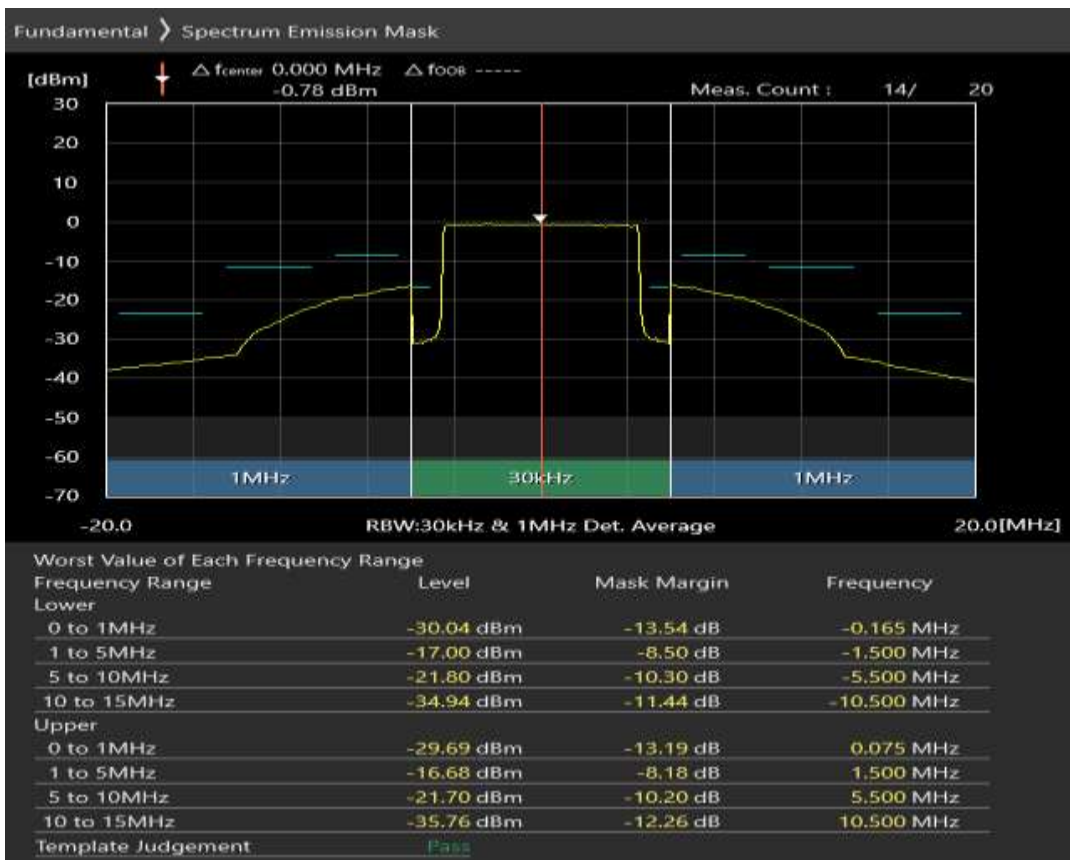 Fundamental ❯ Spectrum Emission Mask
[dBm] △ fcenter 0.000 MHz △ fOOB -----
-0.78 dBm Meas. Count : 14/ 20
30
20
10
0
-10
-20
-30
-40
-50
-60
1MHz 30kHz 1MHz
-70
-20.0 RBW:30kHz & 1MHz Det. Average 20.0[MHz]
Worst Value of Each Frequency Range
Frequency Range Level Mask Margin Frequency
Lower
0 to 1MHz -30.04 dBm -13.54 dB -0.165 MHz
1 to 5MHz -17.00 dBm -8.50 dB -1.500 MHz
5 to 10MHz -21.80 dBm -10.30 dB -5.500 MHz
10 to 15MHz -34.94 dBm -11.44 dB -10.500 MHz
Upper
0 to 1MHz -29.69 dBm -13.19 dB 0.075 MHz
1 to 5MHz -16.68 dBm -8.18 dB 1.500 MHz
5 to 10MHz -21.70 dBm -10.20 dB 5.500 MHz
10 to 15MHz -35.76 dBm -12.26 dB 10.500 MHz
Template Judgement Pass